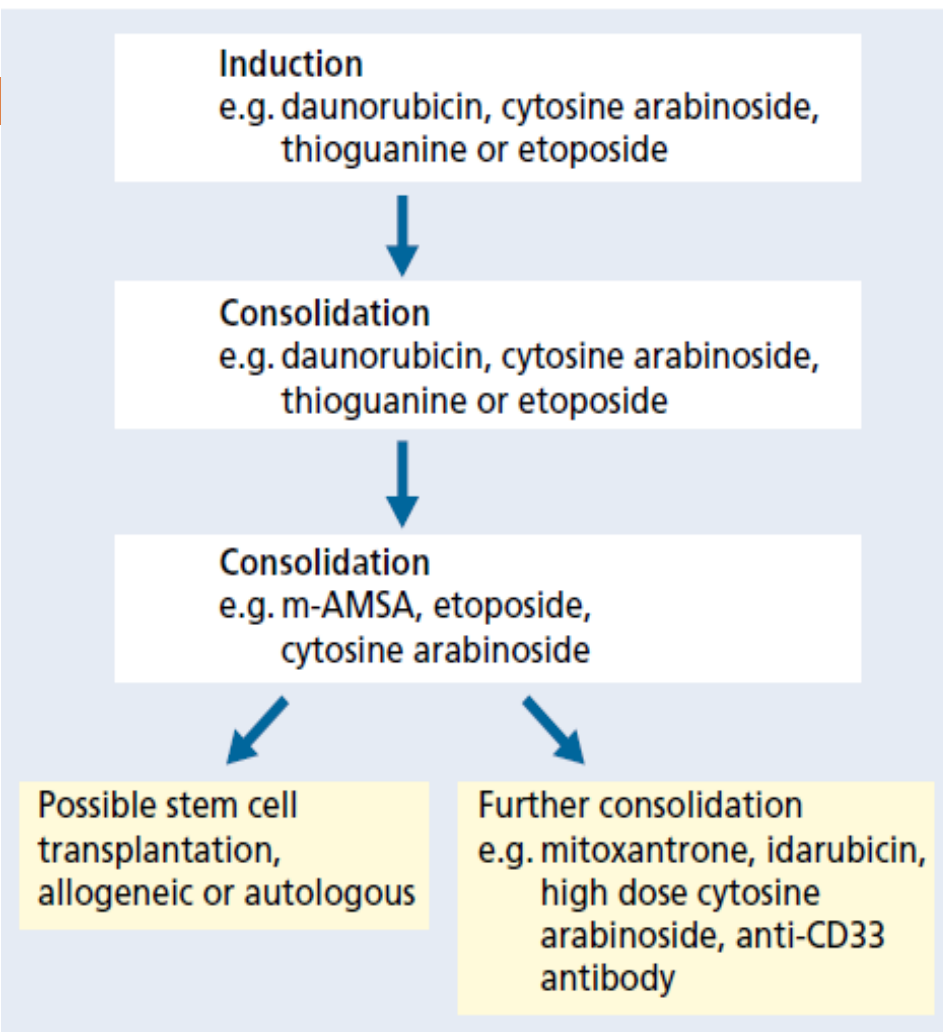 Induction
e.g. daunorubicin, cytosine arabinoside,
thioguanine or etoposide
Consolidation
e.g. daunorubicin, cytosine arabinoside,
thioguanine or etoposide
Consolidation
e.g. m-AMSA, etoposide,
cytosine arabinoside
Possible stem cell
transplantation,
allogeneic or autologous
Further consolidation
e.g. mitoxantrone, idarubicin,
high dose cytosine
arabinoside, anti-CD33
antibody